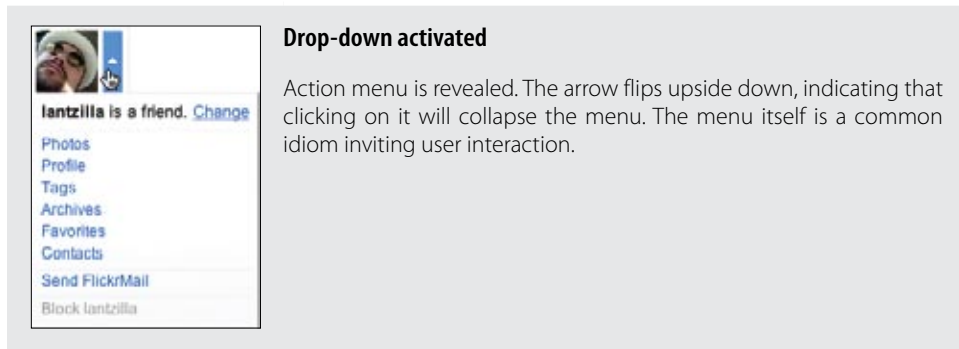 lantzilla is a friend. Change
Photos
Profile
Tags
Archives
Favorites
Contacts
Send FlickrMail
Block lantzilla
Drop-down activated
Action menu is revealed. The arrow flips upside down, indicating that
clicking on it will collapse the menu. The menu itself is a common
idiom inviting user interaction.